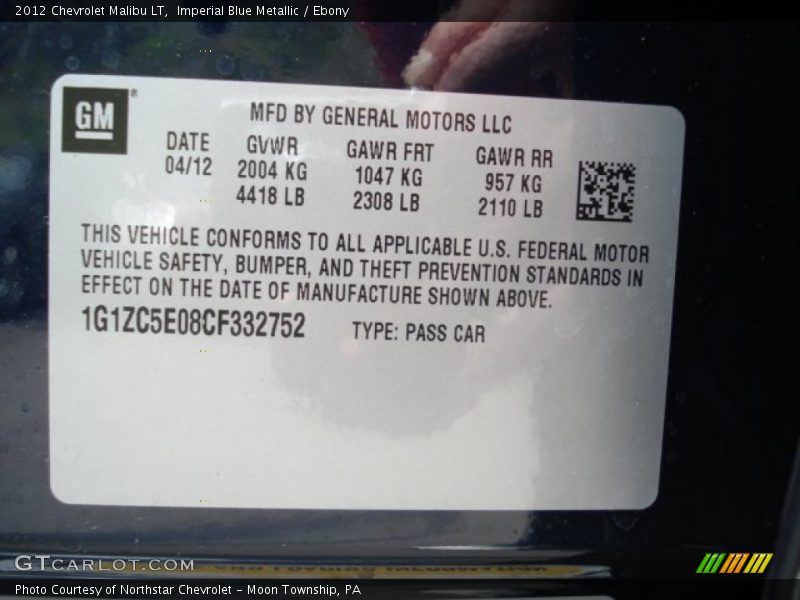 2012 Chevrolet Malibu LT, Imperial Blue Metallic / Ebony
GM®
MFD BY GENERAL MOTORS LLC
DATE GVWR GAWR FRT GAWR RR
04/12 2004 KG 1047 KG 957 KG
4418 LB 2308 LB 2110 LB
THIS VEHICLE CONFORMS TO ALL APPLICABLE U.S. FEDERAL MOTOR
VEHICLE SAFETY, BUMPER, AND THEFT PREVENTION STANDARDS IN
EFFECT ON THE DATE OF MANUFACTURE SHOWN ABOVE.
1G1ZC5E08CF332752 TYPE: PASS CAR
GTCARLOT.COM
Photo Courtesy of Northstar Chevrolet - Moon Township, PA